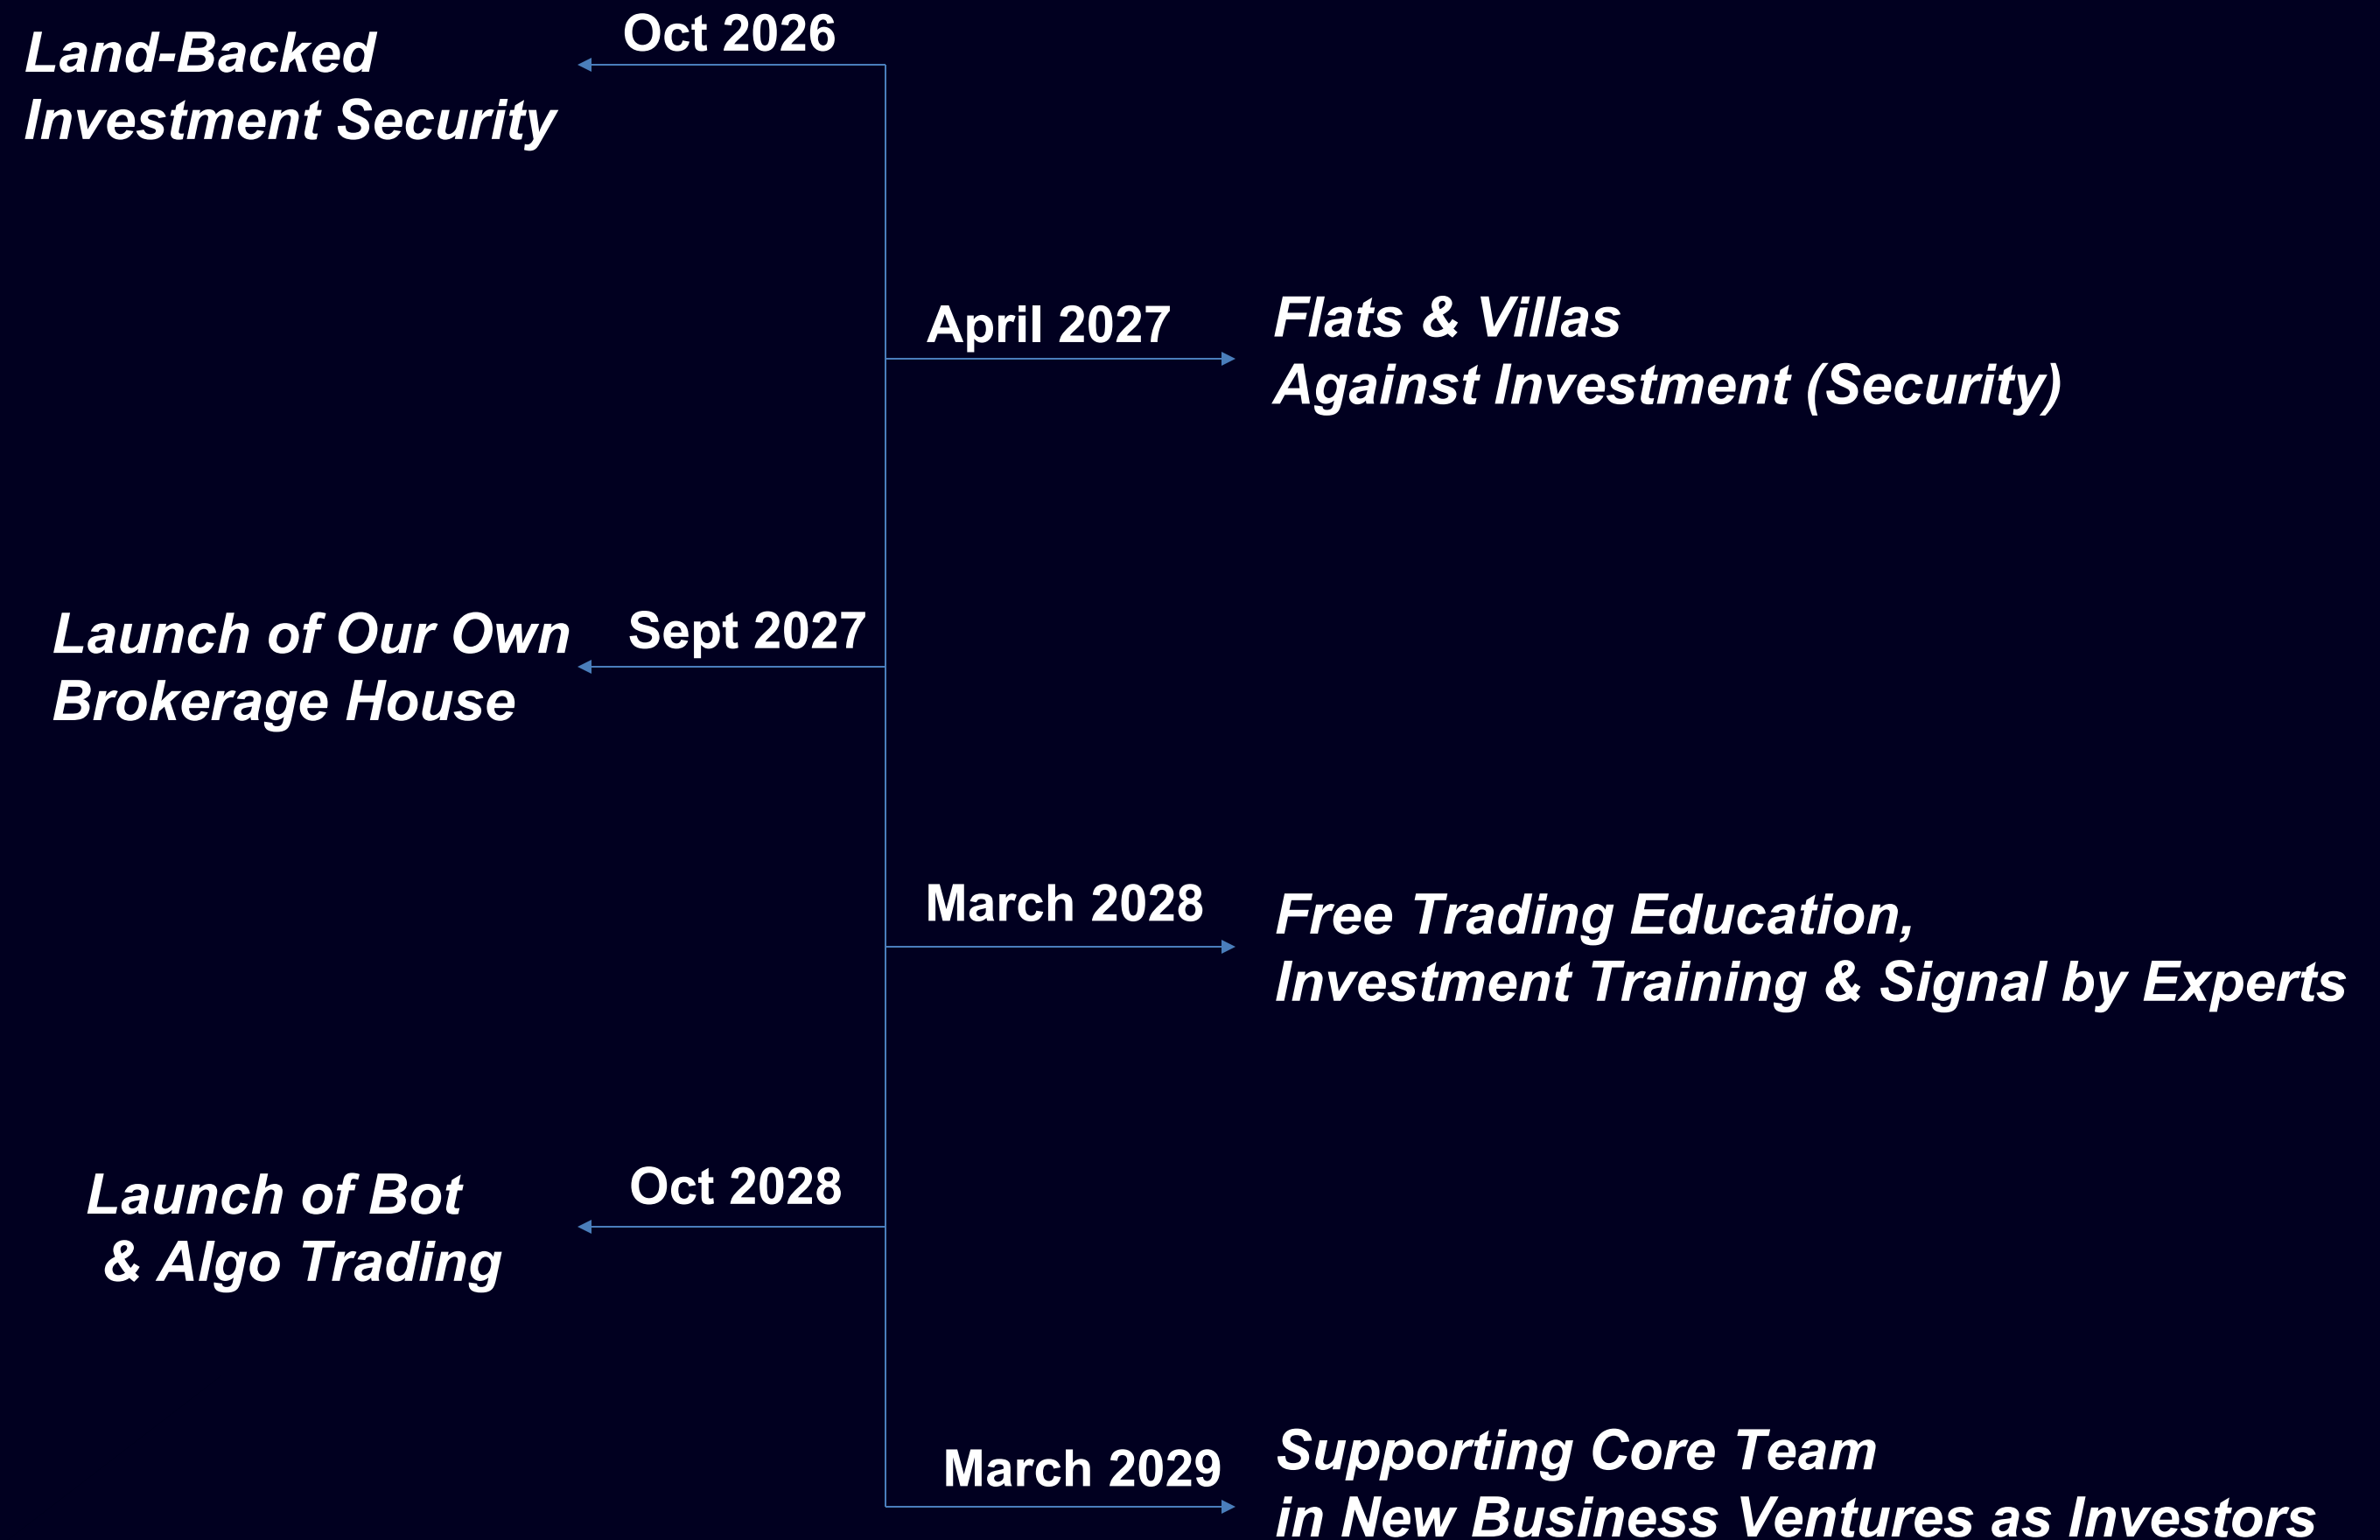 Oct 2026
Land-Backed
Investment Security
April 2027
Flats & Villas
Against Investment (Security)
Sept 2027
Launch of Our Own
Brokerage House
March 2028
Free Trading Education,
Investment Training & Signal by Experts
Oct 2028
Launch of Bot
& Algo Trading
March 2029
Supporting Core Team
in New Business Ventures as Investors